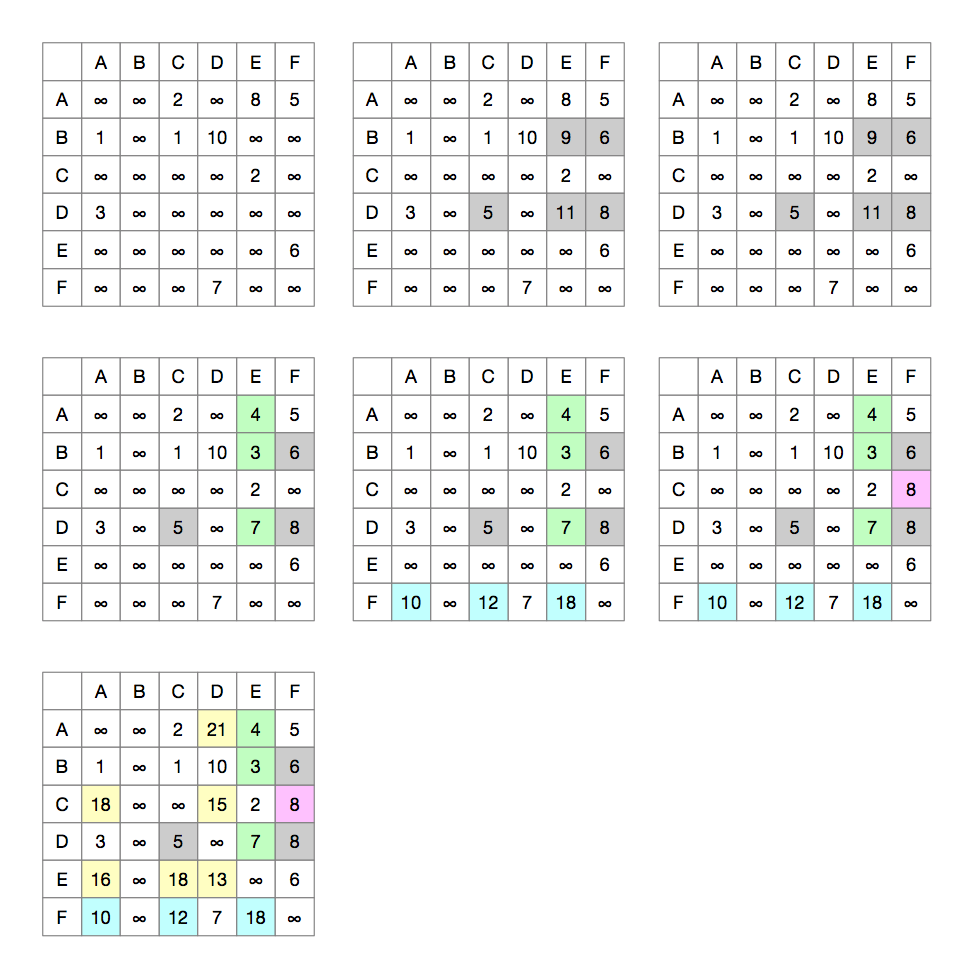 A B C D E F
A ∞ ∞ 2 ∞ 8 5
B 1 ∞ 1 10 ∞ ∞
C ∞ ∞ ∞ ∞ 2 ∞
D 3 ∞ ∞ ∞ ∞ ∞
E ∞ ∞ ∞ ∞ ∞ 6
F ∞ ∞ ∞ 7 ∞ ∞
A B C D E F
A ∞ ∞ 2 ∞ 8 5
B 1 ∞ 1 10 9 6
C ∞ ∞ ∞ ∞ 2 ∞
D 3 ∞ 5 ∞ 11 8
E ∞ ∞ ∞ ∞ ∞ 6
F ∞ ∞ ∞ 7 ∞ ∞
A B C D E F
A ∞ ∞ 2 ∞ 8 5
B 1 ∞ 1 10 9 6
C ∞ ∞ ∞ ∞ 2 ∞
D 3 ∞ 5 ∞ 11 8
E ∞ ∞ ∞ ∞ ∞ 6
F ∞ ∞ ∞ 7 ∞ ∞
A B C D E F
A ∞ ∞ 2 ∞ 4 5
B 1 ∞ 1 10 3 6
C ∞ ∞ ∞ ∞ 2 ∞
D 3 ∞ 5 ∞ 7 8
E ∞ ∞ ∞ ∞ ∞ 6
F ∞ ∞ ∞ 7 ∞ ∞
A B C D E F
A ∞ ∞ 2 ∞ 4 5
B 1 ∞ 1 10 3 6
C ∞ ∞ ∞ ∞ 2 ∞
D 3 ∞ 5 ∞ 7 8
E ∞ ∞ ∞ ∞ ∞ 6
F 10 ∞ 12 7 18 ∞
A B C D E F
A ∞ ∞ 2 ∞ 4 5
B 1 ∞ 1 10 3 6
C ∞ ∞ ∞ ∞ 2 8
D 3 ∞ 5 ∞ 7 8
E ∞ ∞ ∞ ∞ ∞ 6
F 10 ∞ 12 7 18 ∞
A B C D E F
A ∞ ∞ 2 21 4 5
B 1 ∞ 1 10 3 6
C 18 ∞ ∞ 15 2 8
D 3 ∞ 5 ∞ 7 8
E 16 ∞ 18 13 ∞ 6
F 10 ∞ 12 7 18 ∞